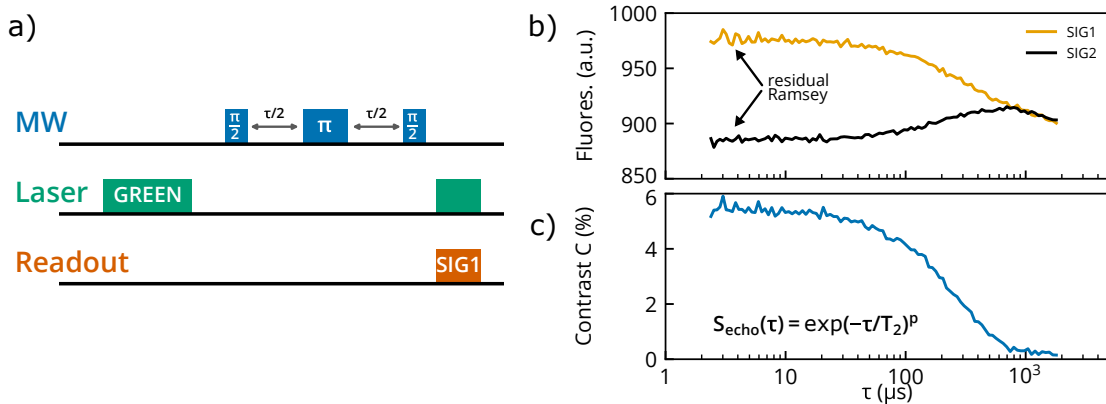 a)
MW
π/2
τ/2
π
τ/2
π/2
Laser
GREEN
Readout
SIG1
b)
Fluores. (a.u.)
1000
950
900
850
SIG1
SIG2
residual
Ramsey
c)
Contrast C (%)
6
4
2
0
S_echo(τ) = exp(−τ/T₂)ᵖ
1
10
100
10³
τ (μs)